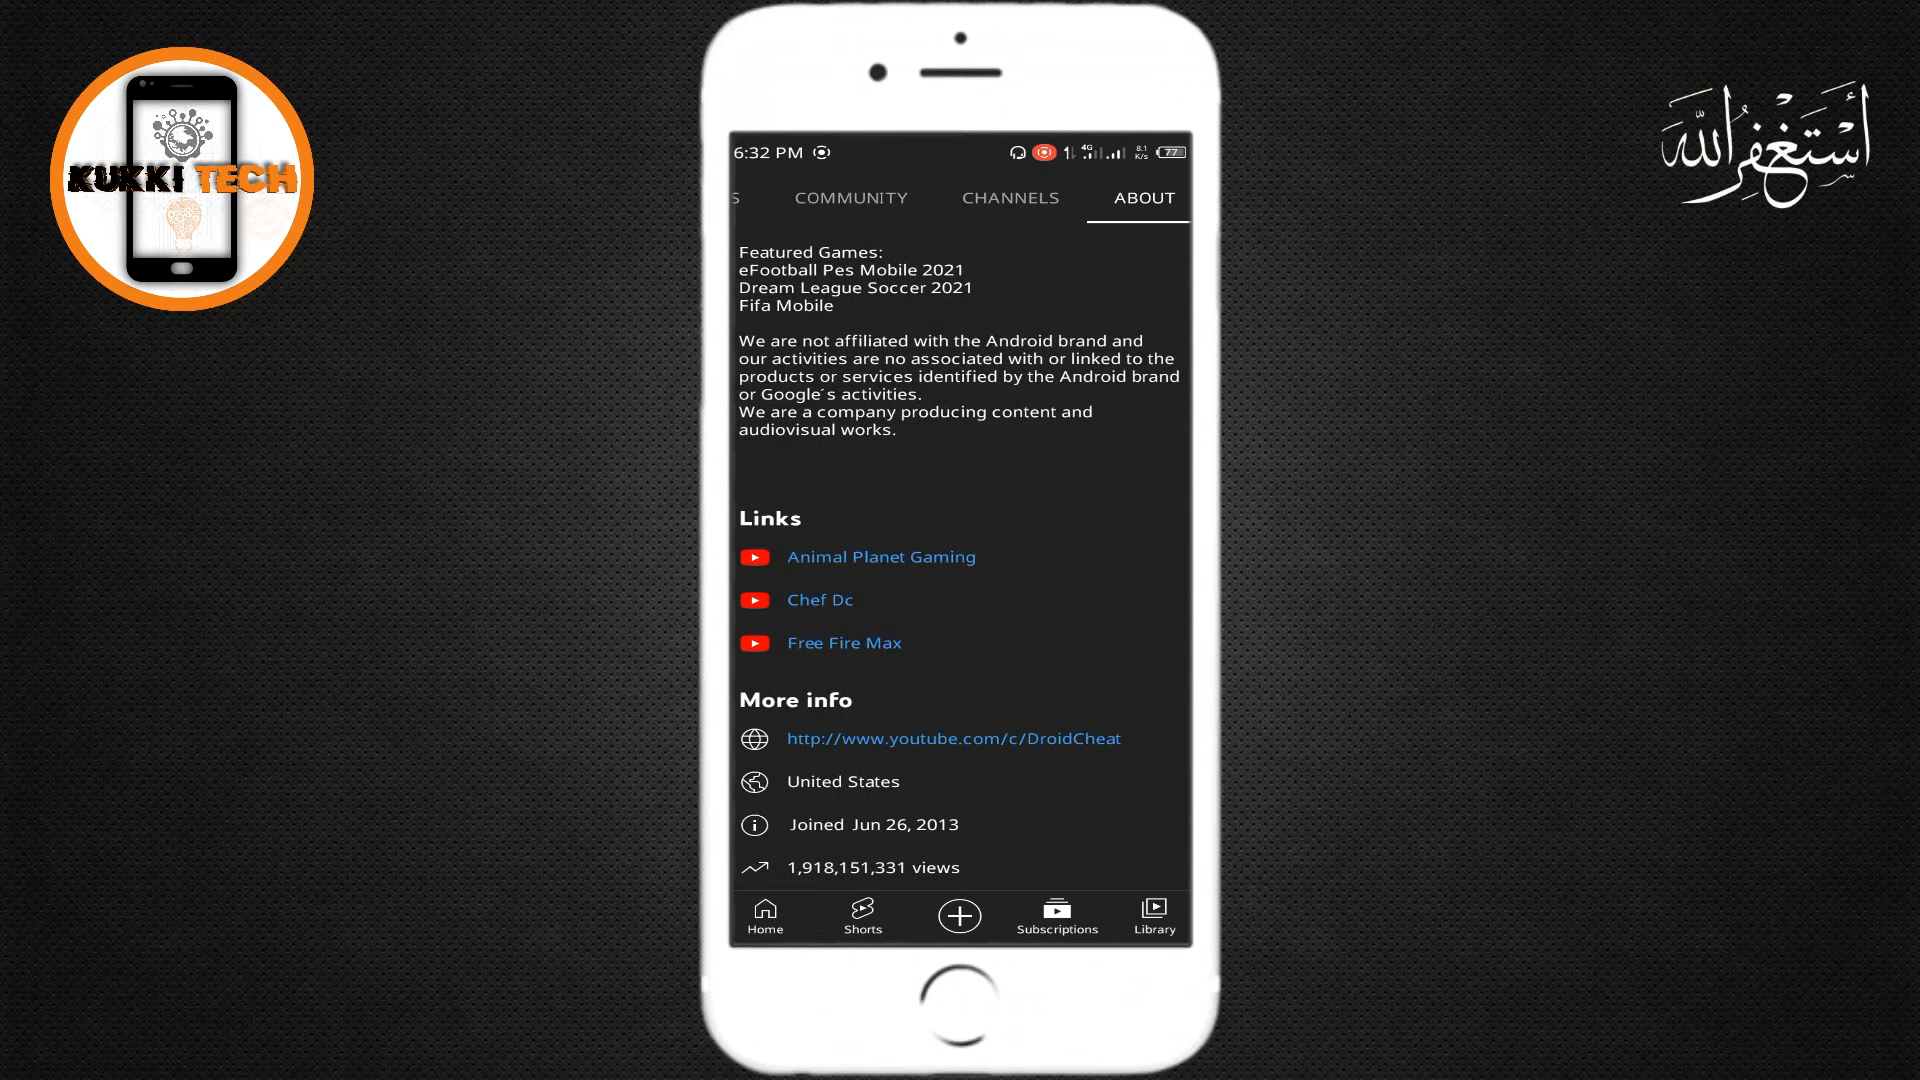 KUKKI TECH
أستغفر الله
6:32 PM
4G
8.1
K/s
77
S COMMUNITY CHANNELS ABOUT
Featured Games:
eFootball Pes Mobile 2021
Dream League Soccer 2021
Fifa Mobile
We are not affiliated with the Android brand and
our activities are no associated with or linked to the
products or services identified by the Android brand
or Google´s activities.
We are a company producing content and
audiovisual works.
Links
Animal Planet Gaming
Chef Dc
Free Fire Max
More info
http://www.youtube.com/c/DroidCheat
United States
Joined Jun 26, 2013
1,918,151,331 views
Home Shorts Subscriptions Library